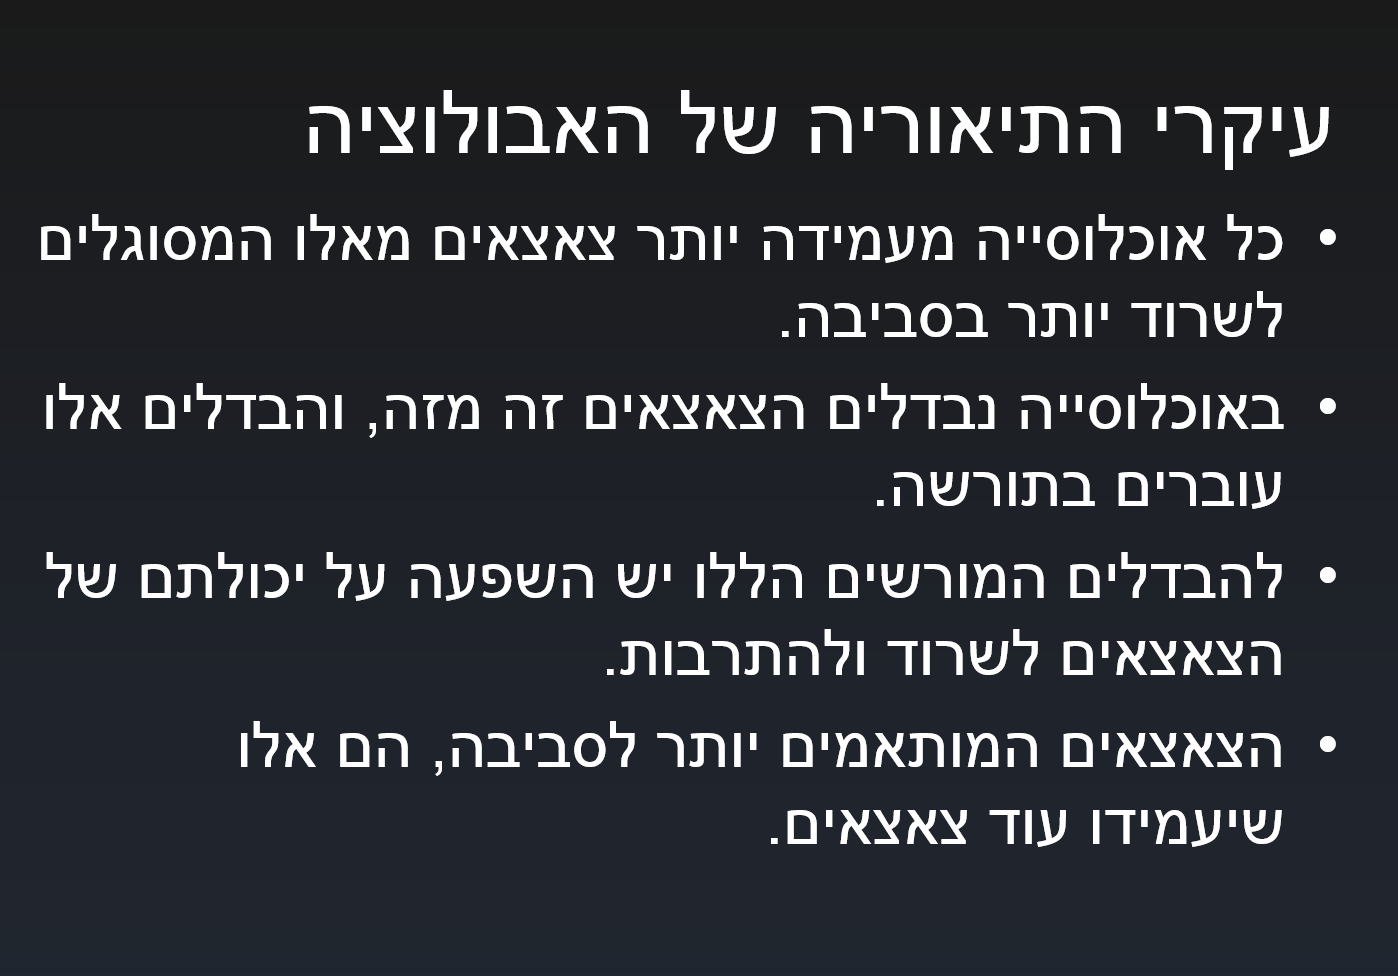 עיקרי התיאוריה של האבולוציה
• כל אוכלוסייה מעמידה יותר צאצאים מאלו המסוגלים
לשרוד יותר בסביבה.
• באוכלוסייה נבדלים הצאצאים זה מזה, והבדלים אלו
עוברים בתורשה.
• להבדלים המורשים הללו יש השפעה על יכולתם של
הצאצאים לשרוד ולהתרבות.
• הצאצאים המותאמים יותר לסביבה, הם אלו
שיעמידו עוד צאצאים.